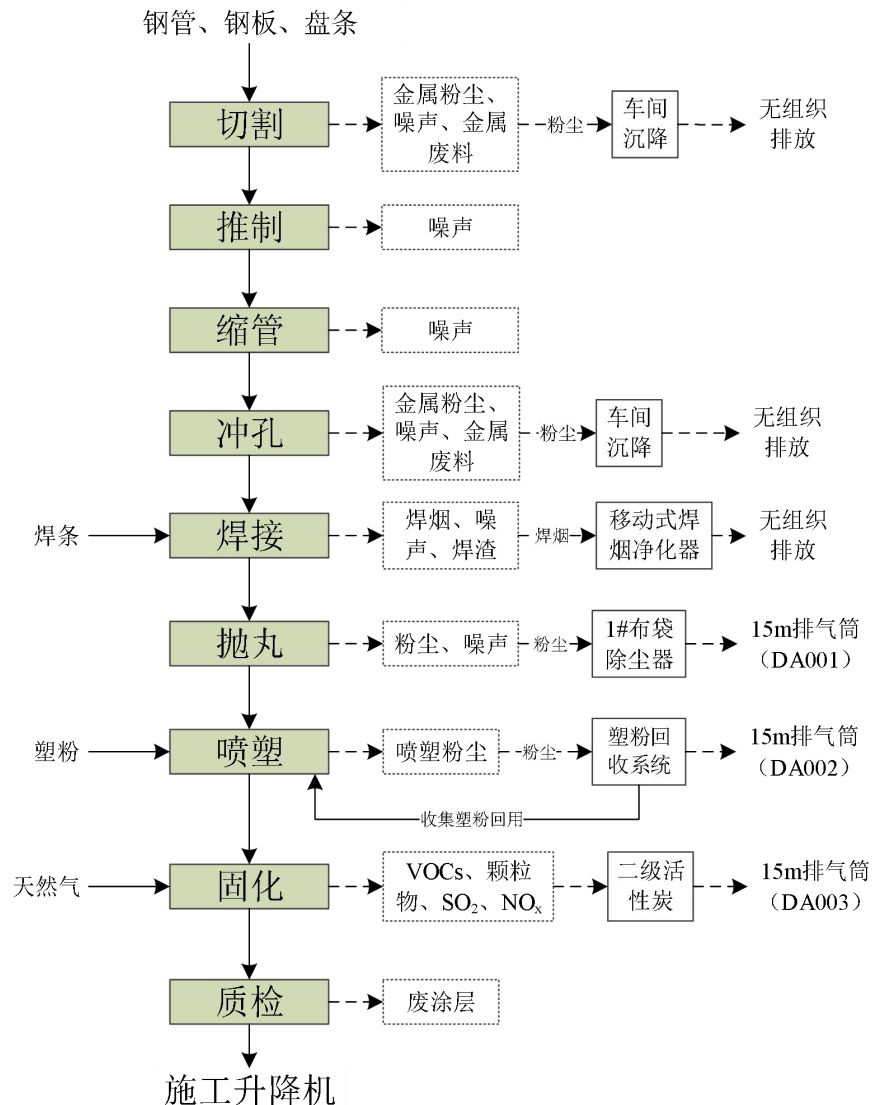 钢管、钢板、盘条
切割
金属粉尘、
噪声、金属
废料
粉尘
车间
沉降
无组织
排放
推制
噪声
缩管
噪声
冲孔
金属粉尘、
噪声、金属
废料
粉尘
车间
沉降
无组织
排放
焊条
焊接
焊烟、噪
声、焊渣
焊烟
移动式焊
烟净化器
无组织
排放
抛丸
粉尘、噪声
粉尘
1#布袋
除尘器
15m排气筒
（DA001）
塑粉
喷塑
喷塑粉尘
粉尘
塑粉回
收系统
15m排气筒
（DA002）
收集塑粉回用
天然气
固化
VOCs、颗粒
物、SO₂、NOₓ
二级活
性炭
15m排气筒
（DA003）
质检
废涂层
施工升降机